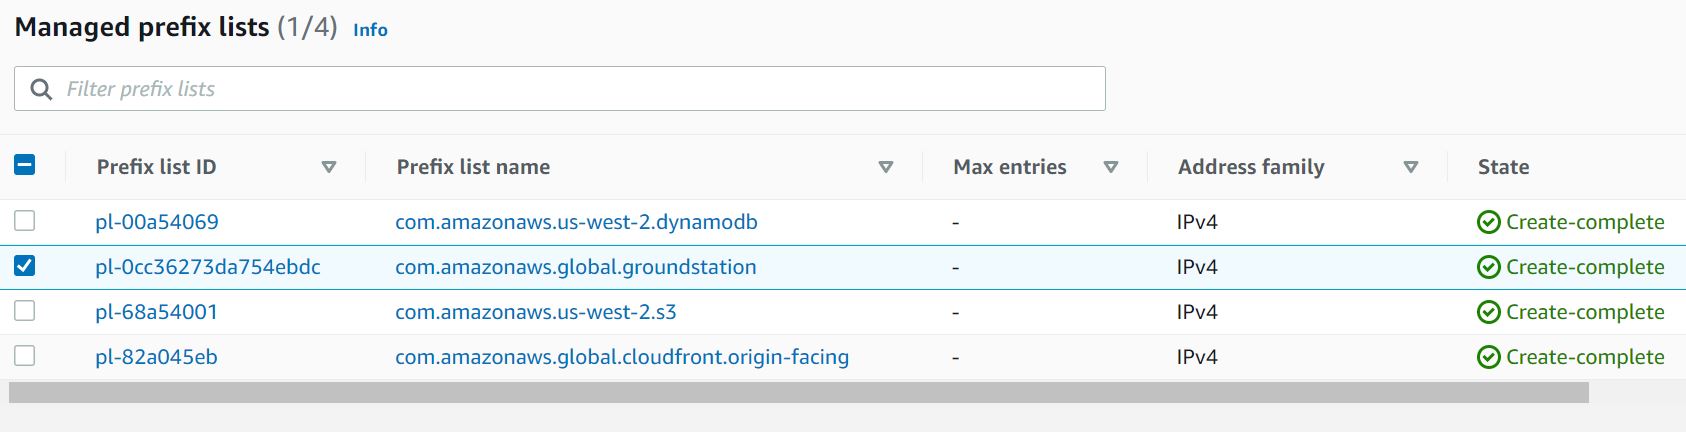 Managed prefix lists (1/4) Info
Filter prefix lists
Prefix list ID Prefix list name Max entries Address family State
pl-00a54069 com.amazonaws.us-west-2.dynamodb - IPv4 Create-complete
pl-0cc36273da754ebdc com.amazonaws.global.groundstation - IPv4 Create-complete
pl-68a54001 com.amazonaws.us-west-2.s3 - IPv4 Create-complete
pl-82a045eb com.amazonaws.global.cloudfront.origin-facing - IPv4 Create-complete